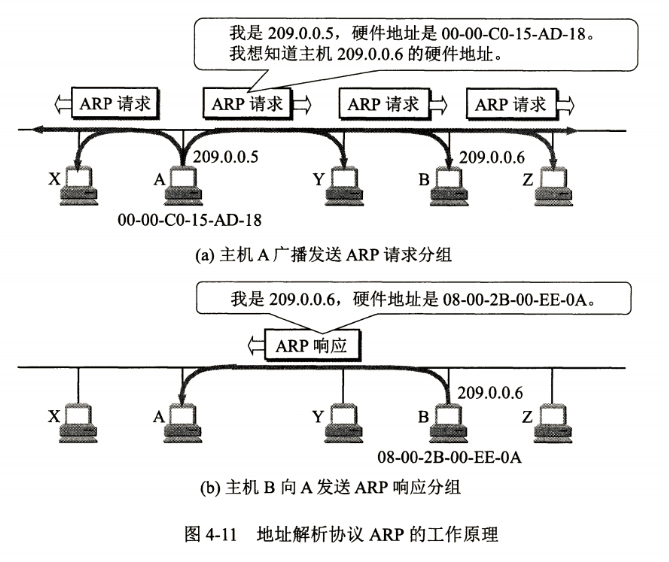 我是 209.0.0.5，硬件地址是 00-00-C0-15-AD-18。
我想知道主机 209.0.0.6 的硬件地址。
ARP 请求
ARP 请求
ARP 请求
ARP 请求
209.0.0.5
209.0.0.6
X
A
Y
B
Z
00-00-C0-15-AD-18
(a) 主机 A 广播发送 ARP 请求分组
我是 209.0.0.6，硬件地址是 08-00-2B-00-EE-0A。
ARP 响应
209.0.0.6
X
A
Y
B
Z
08-00-2B-00-EE-0A
(b) 主机 B 向 A 发送 ARP 响应分组
图 4-11 地址解析协议 ARP 的工作原理